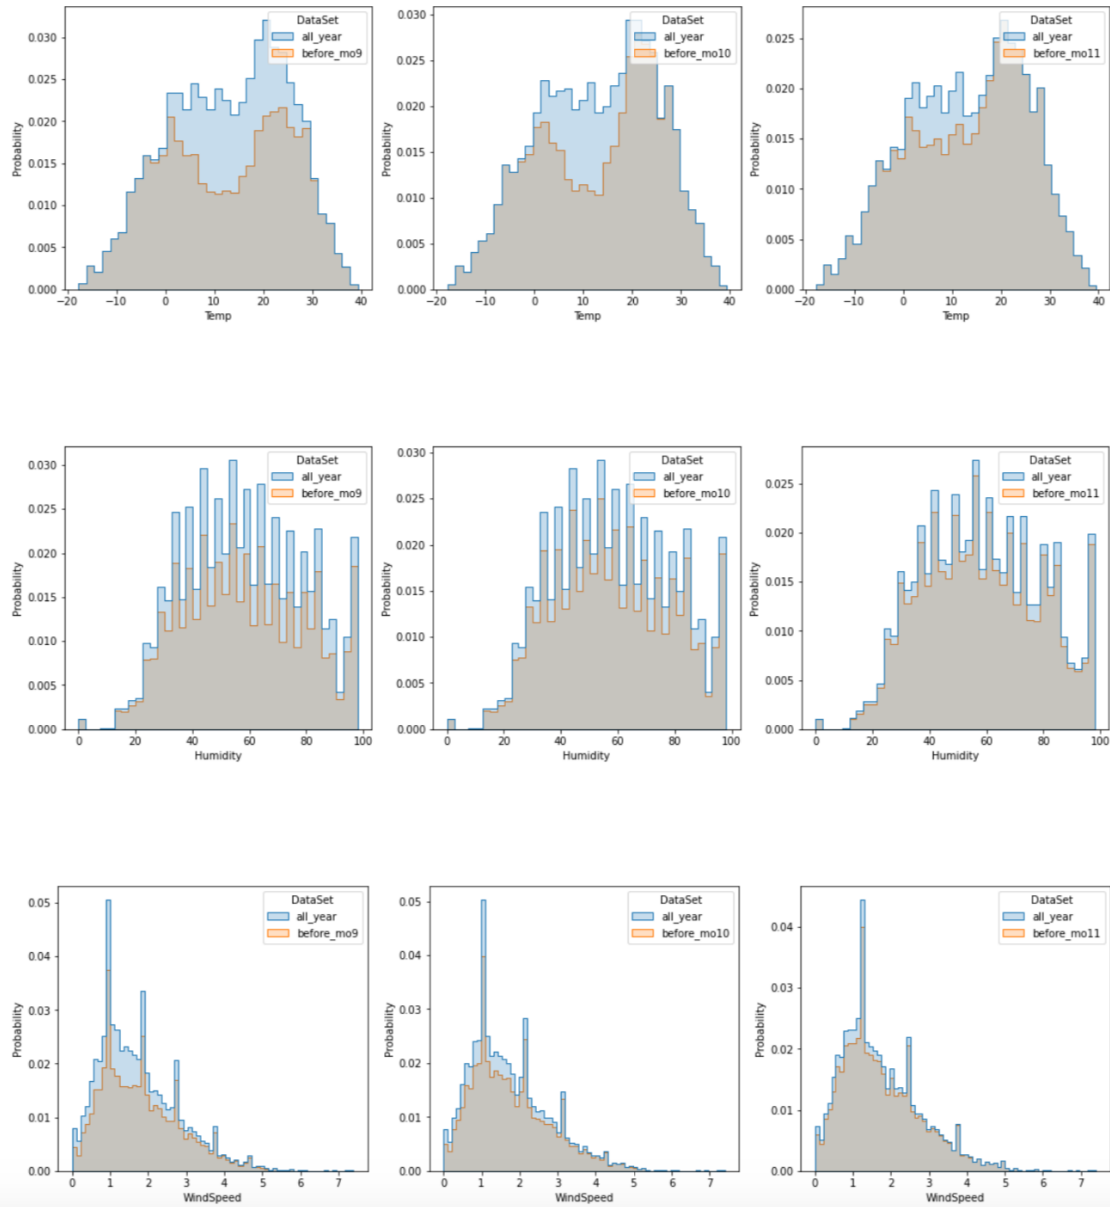 DataSet
all_year
before_mo9
0.030
0.025
0.020
0.015
0.010
0.005
0.000
Probability
−20 −10 0 10 20 30 40
Temp
DataSet
all_year
before_mo10
0.030
0.025
0.020
0.015
0.010
0.005
0.000
Probability
−20 −10 0 10 20 30 40
Temp
DataSet
all_year
before_mo11
0.025
0.020
0.015
0.010
0.005
0.000
Probability
−20 −10 0 10 20 30 40
Temp
DataSet
all_year
before_mo9
0.030
0.025
0.020
0.015
0.010
0.005
0.000
Probability
0 20 40 60 80 100
Humidity
DataSet
all_year
before_mo10
0.030
0.025
0.020
0.015
0.010
0.005
0.000
Probability
0 20 40 60 80 100
Humidity
DataSet
all_year
before_mo11
0.025
0.020
0.015
0.010
0.005
0.000
Probability
0 20 40 60 80 100
Humidity
DataSet
all_year
before_mo9
0.05
0.04
0.03
0.02
0.01
0.00
Probability
0 1 2 3 4 5 6 7
WindSpeed
DataSet
all_year
before_mo10
0.05
0.04
0.03
0.02
0.01
0.00
Probability
0 1 2 3 4 5 6 7
WindSpeed
DataSet
all_year
before_mo11
0.04
0.03
0.02
0.01
0.00
Probability
0 1 2 3 4 5 6 7
WindSpeed